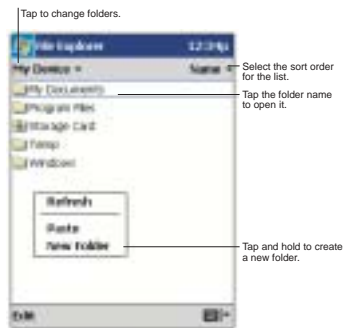 Tap to change folders.
File Explorer 12:34p
My Device Name
Select the sort order
for the list.
My Documents
Tap the folder name
to open it.
Program Files
Storage Card
Temp
Windows
Refresh
Paste
New Folder
Tap and hold to create
a new folder.
Edit